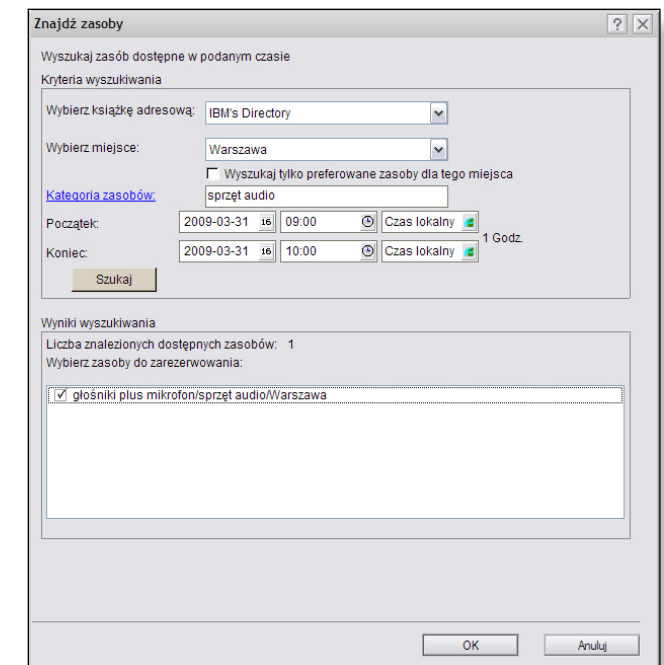 Znajdź zasoby
Wyszukaj zasób dostępne w podanym czasie
Kryteria wyszukiwania
Wybierz książkę adresową: IBM's Directory
Wybierz miejsce: Warszawa
Wyszukaj tylko preferowane zasoby dla tego miejsca
Kategoria zasobów: sprzęt audio
Początek: 2009-03-31 16 09:00 Czas lokalny
1 Godz.
Koniec: 2009-03-31 16 10:00 Czas lokalny
Szukaj
Wyniki wyszukiwania
Liczba znalezionych dostępnych zasobów: 1
Wybierz zasoby do zarezerwowania:
głośniki plus mikrofon/sprzęt audio/Warszawa
OK Anuluj